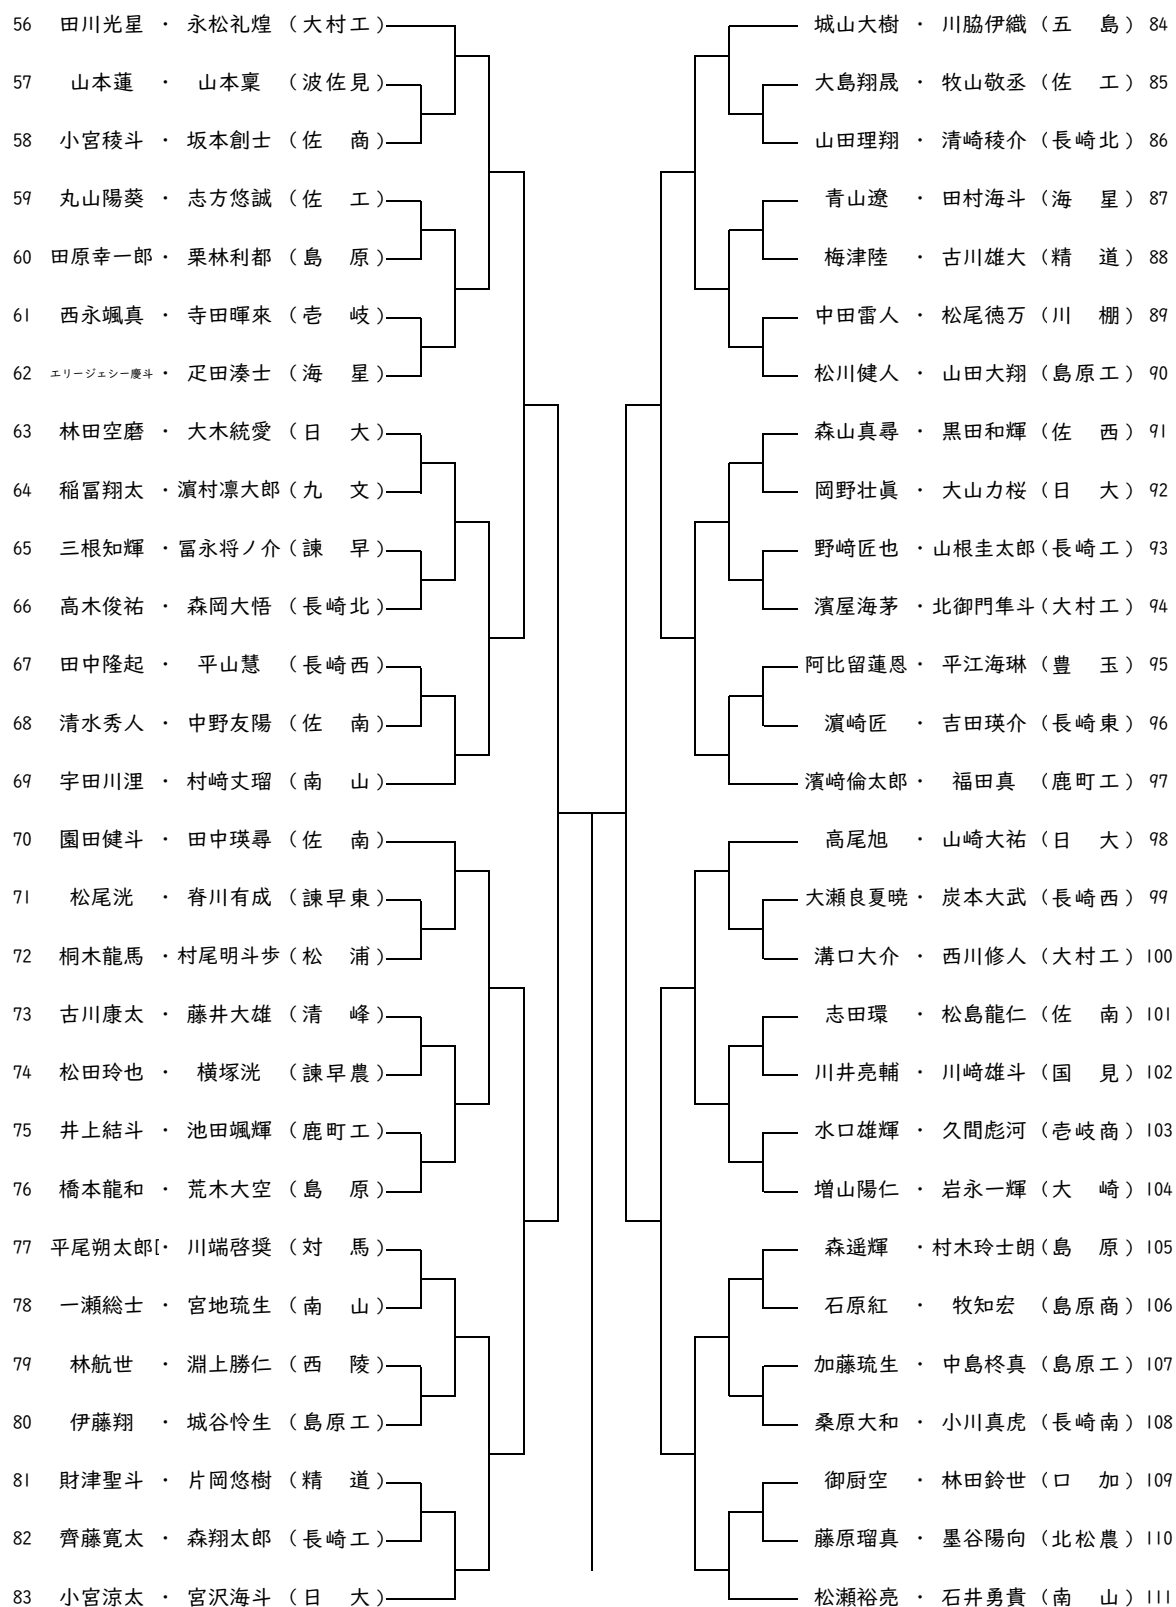 56 田川光星 ・ 永松礼煌 （大村工）
57 山本蓮 ・ 山本稟 （波佐見）
58 小宮稜斗 ・ 坂本創士 （佐　商）
59 丸山陽葵 ・ 志方悠誠 （佐　工）
60 田原幸一郎 ・ 栗林利都 （島　原）
61 西永颯真 ・ 寺田暉來 （壱　岐）
62 エリージェシー慶斗 ・ 疋田湊士 （海　星）
63 林田空磨 ・ 大木統愛 （日　大）
64 稲冨翔太 ・ 濵村凛大郎 （九　文）
65 三根知輝 ・ 冨永将ノ介 （諫　早）
66 高木俊祐 ・ 森岡大悟 （長崎北）
67 田中隆起 ・ 平山慧 （長崎西）
68 清水秀人 ・ 中野友陽 （佐　南）
69 宇田川浬 ・ 村﨑丈瑠 （南　山）
70 園田健斗 ・ 田中瑛尋 （佐　南）
71 松尾洸 ・ 脊川有成 （諫早東）
72 桐木龍馬 ・ 村尾明斗歩 （松　浦）
73 古川康太 ・ 藤井大雄 （清　峰）
74 松田玲也 ・ 横塚洸 （諫早農）
75 井上結斗 ・ 池田颯輝 （鹿町工）
76 橋本龍和 ・ 荒木大空 （島　原）
77 平尾朔太郎[・ 川端啓奨 （対　馬）
78 一瀬総士 ・ 宮地琉生 （南　山）
79 林航世 ・ 淵上勝仁 （西　陵）
80 伊藤翔 ・ 城谷怜生 （島原工）
81 財津聖斗 ・ 片岡悠樹 （精　道）
82 齊藤寛太 ・ 森翔太郎 （長崎工）
83 小宮涼太 ・ 宮沢海斗 （日　大）
城山大樹 ・ 川脇伊織 （五　島） 84
大島翔晟 ・ 牧山敬丞 （佐　工） 85
山田理翔 ・ 清崎稜介 （長崎北） 86
青山遼 ・ 田村海斗 （海　星） 87
梅津陸 ・ 古川雄大 （精　道） 88
中田雷人 ・ 松尾徳万 （川　棚） 89
松川健人 ・ 山田大翔 （島原工） 90
森山真尋 ・ 黒田和輝 （佐　西） 91
岡野壮眞 ・ 大山力桜 （日　大） 92
野﨑匠也 ・ 山根圭太郎 （長崎工） 93
濱屋海茅 ・ 北御門隼斗 （大村工） 94
阿比留蓮恩 ・ 平江海琳 （豊　玉） 95
濵崎匠 ・ 吉田瑛介 （長崎東） 96
濱﨑倫太郎 ・ 福田真 （鹿町工） 97
高尾旭 ・ 山崎大祐 （日　大） 98
大瀬良夏暁 ・ 炭本大武 （長崎西） 99
溝口大介 ・ 西川修人 （大村工） 100
志田環 ・ 松島龍仁 （佐　南） 101
川井亮輔 ・ 川﨑雄斗 （国　見） 102
水口雄輝 ・ 久間彪河 （壱岐商） 103
増山陽仁 ・ 岩永一輝 （大　崎） 104
森遥輝 ・ 村木玲士朗 （島　原） 105
石原紅 ・ 牧知宏 （島原商） 106
加藤琉生 ・ 中島柊真 （島原工） 107
桑原大和 ・ 小川真虎 （長崎南） 108
御厨空 ・ 林田鈴世 （口　加） 109
藤原瑠真 ・ 墨谷陽向 （北松農） 110
松瀬裕亮 ・ 石井勇貴 （南　山） 111